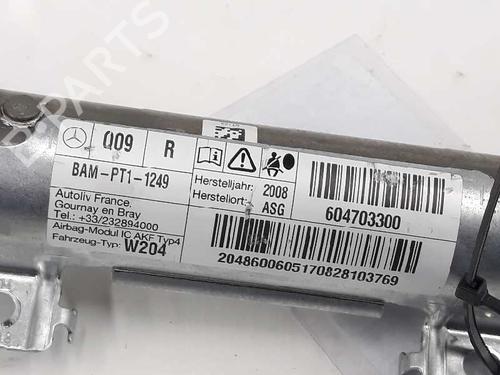 B-PARTS
Q09 R
BAM-PT1-1249
Autoliv France.
Gournay en Bray
Tel.: +33/232894000
Airbag-Modul IC AKF Typ4
Fahrzeug-Typ: W204
Herstelljahr: 2008
Herstellort: ASG
604703300
2048600605170828103769